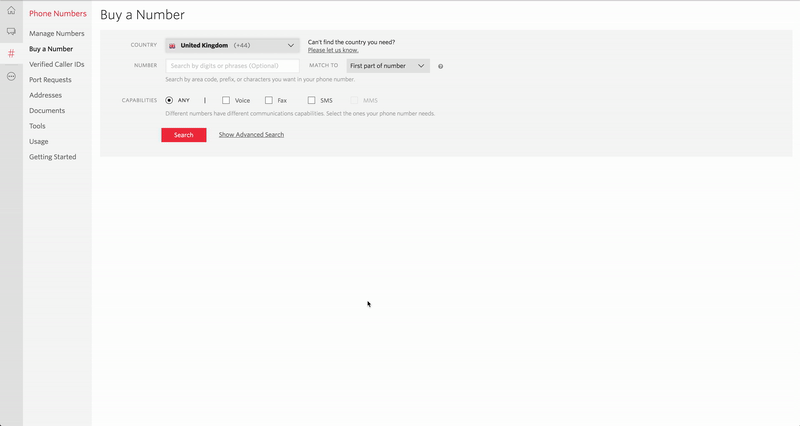 Phone Numbers
Manage Numbers
Buy a Number
Verified Caller IDs
Port Requests
Addresses
Documents
Tools
Usage
Getting Started
Buy a Number
COUNTRY
United Kingdom (+44)
Can't find the country you need?
Please let us know.
NUMBER
Search by digits or phrases (Optional)
MATCH TO
First part of number
Search by area code, prefix, or characters you want in your phone number.
CAPABILITIES
ANY
Voice
Fax
SMS
MMS
Different numbers have different communications capabilities. Select the ones your phone number needs.
Search
Show Advanced Search